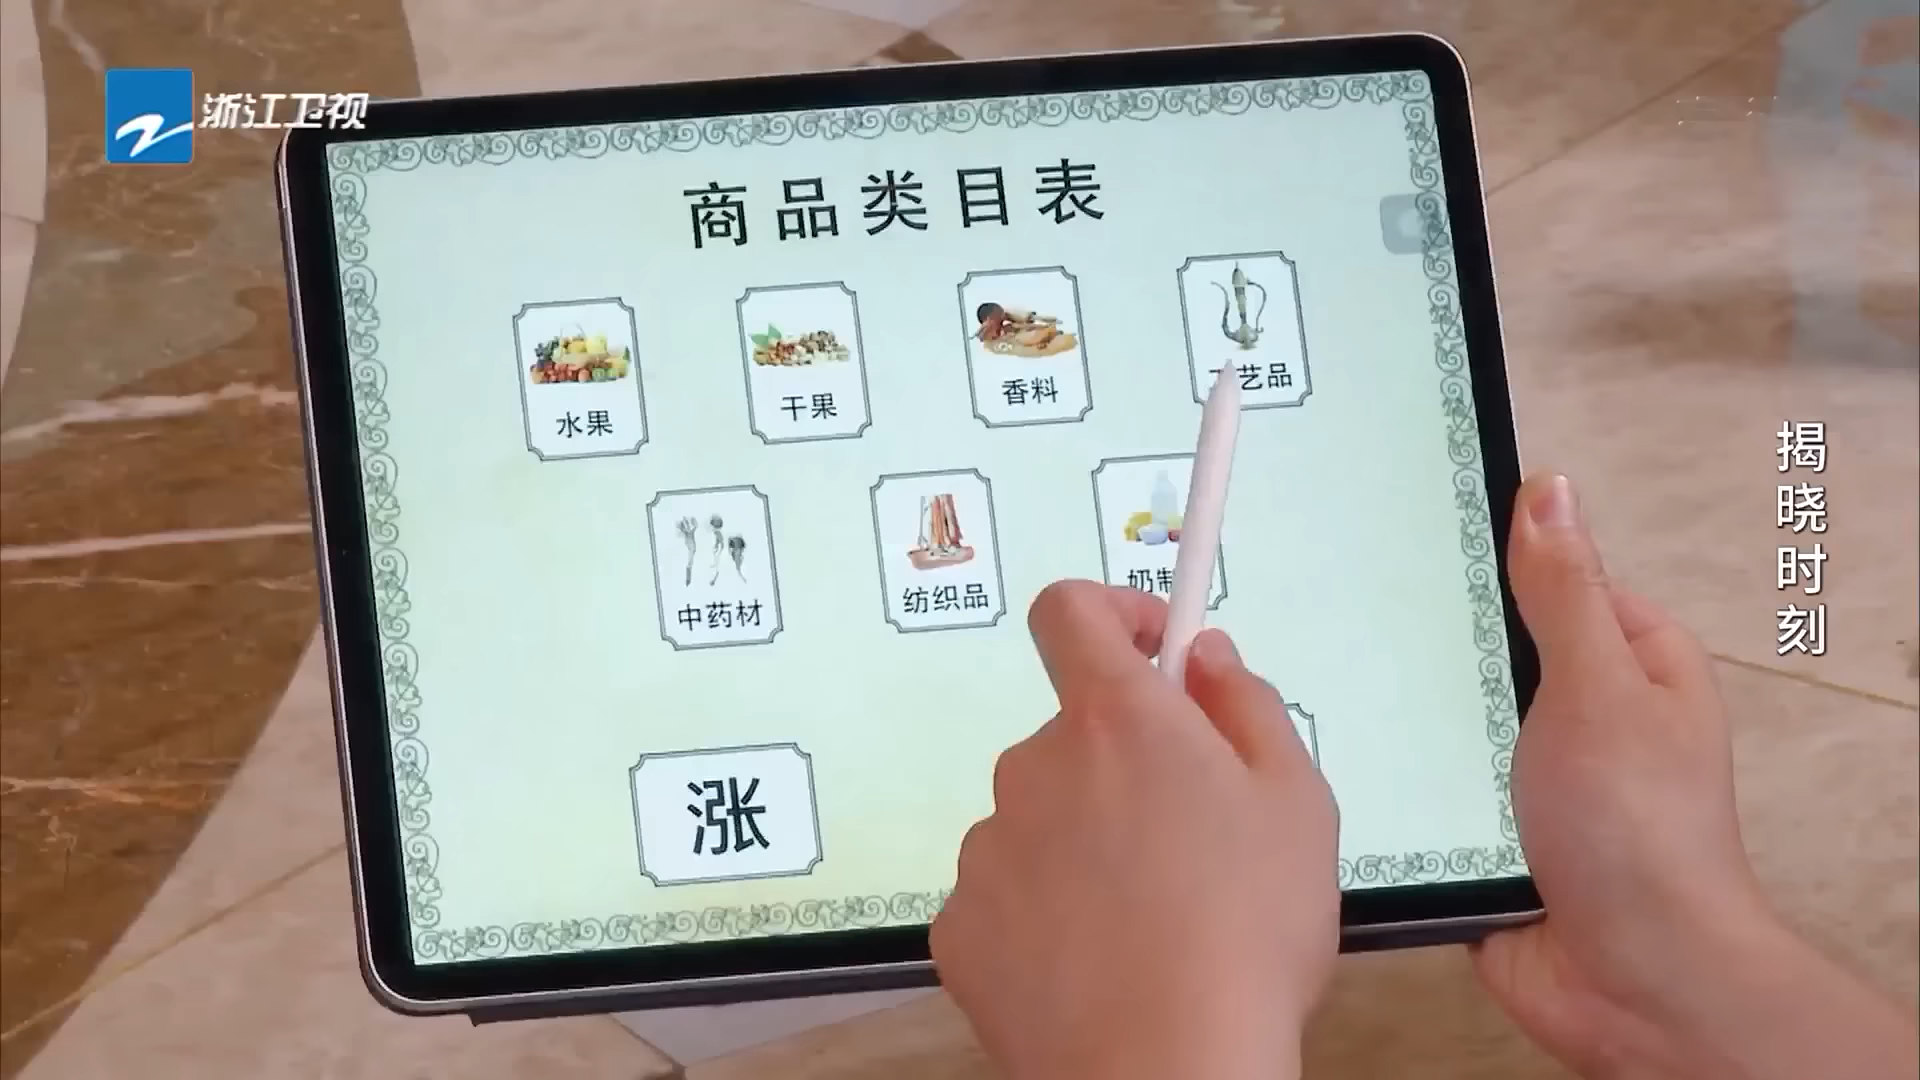 浙江卫视
商品类目表
水果
干果
香料
工艺品
中药材
纺织品
奶制
涨
揭晓时刻